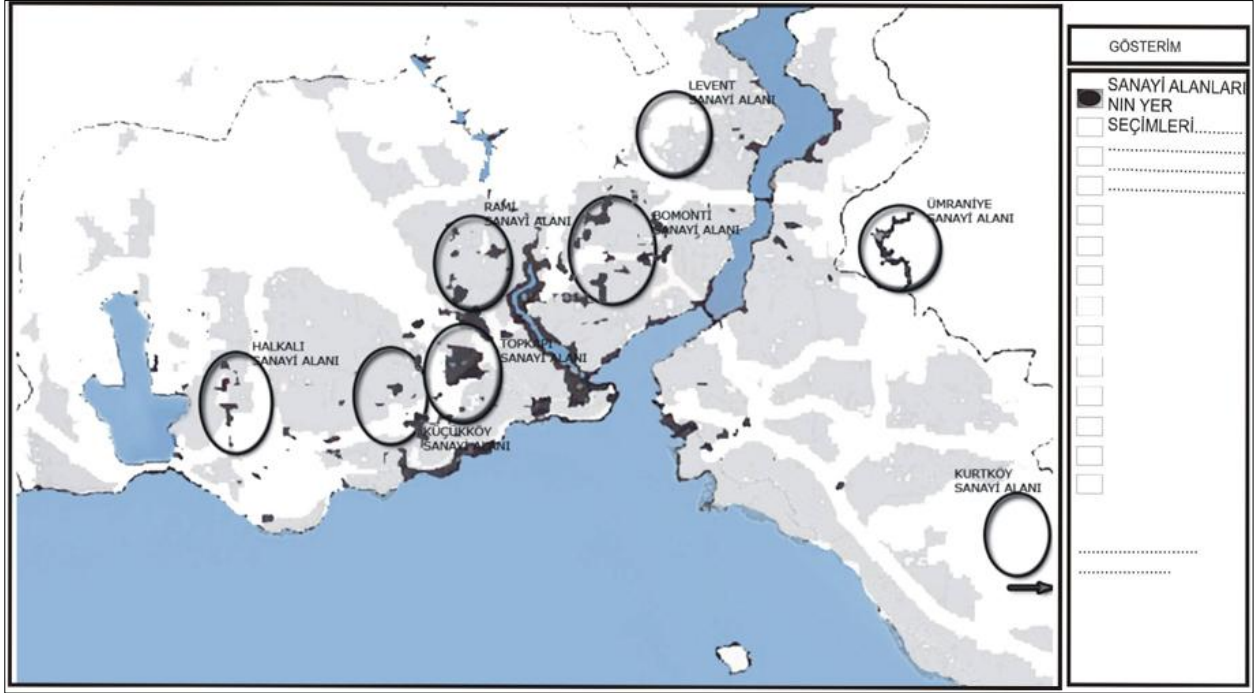 GÖSTERİM
SANAYİ ALANLARI
NIN YER
SEÇİMLERİ.........
LEVENT
SANAYİ ALANI
RAMİ
SANAYİ ALANI
BOMONTİ
SANAYİ ALANI
ÜMRANİYE
SANAYİ ALANI
HALKALI
SANAYİ ALANI
TOPKAPI
SANAYİ ALANI
KÜÇÜKKÖY
SANAYİ ALANI
KURTKÖY
SANAYİ ALANI